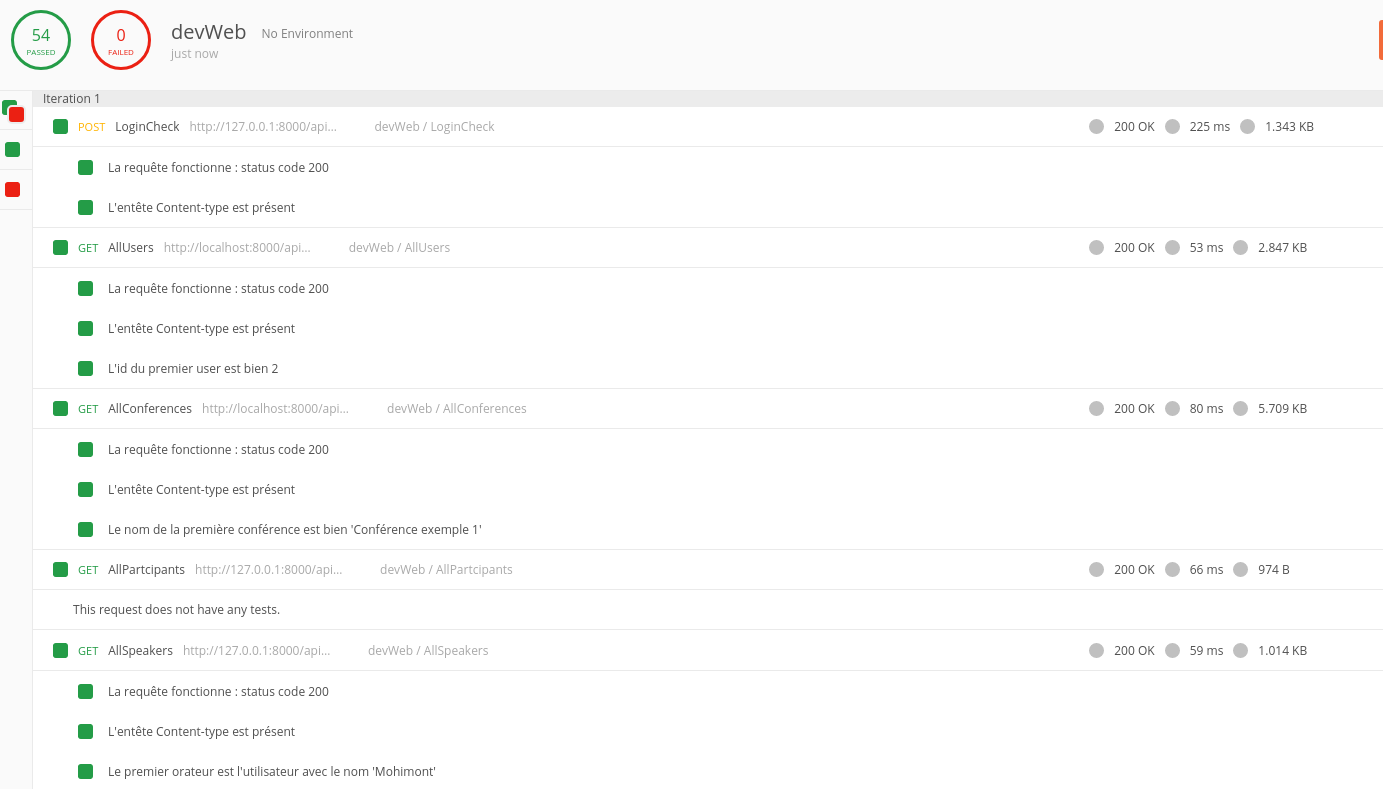 54
PASSED
0
FAILED
devWeb No Environment
just now
Iteration 1
POST LoginCheck http://127.0.0.1:8000/api... devWeb / LoginCheck 200 OK 225 ms 1.343 KB
La requête fonctionne : status code 200
L'entête Content-type est présent
GET AllUsers http://localhost:8000/api... devWeb / AllUsers 200 OK 53 ms 2.847 KB
La requête fonctionne : status code 200
L'entête Content-type est présent
L'id du premier user est bien 2
GET AllConferences http://localhost:8000/api... devWeb / AllConferences 200 OK 80 ms 5.709 KB
La requête fonctionne : status code 200
L'entête Content-type est présent
Le nom de la première conférence est bien 'Conférence exemple 1'
GET AllPartcipants http://127.0.0.1:8000/api... devWeb / AllPartcipants 200 OK 66 ms 974 B
This request does not have any tests.
GET AllSpeakers http://127.0.0.1:8000/api... devWeb / AllSpeakers 200 OK 59 ms 1.014 KB
La requête fonctionne : status code 200
L'entête Content-type est présent
Le premier orateur est l'utilisateur avec le nom 'Mohimont'